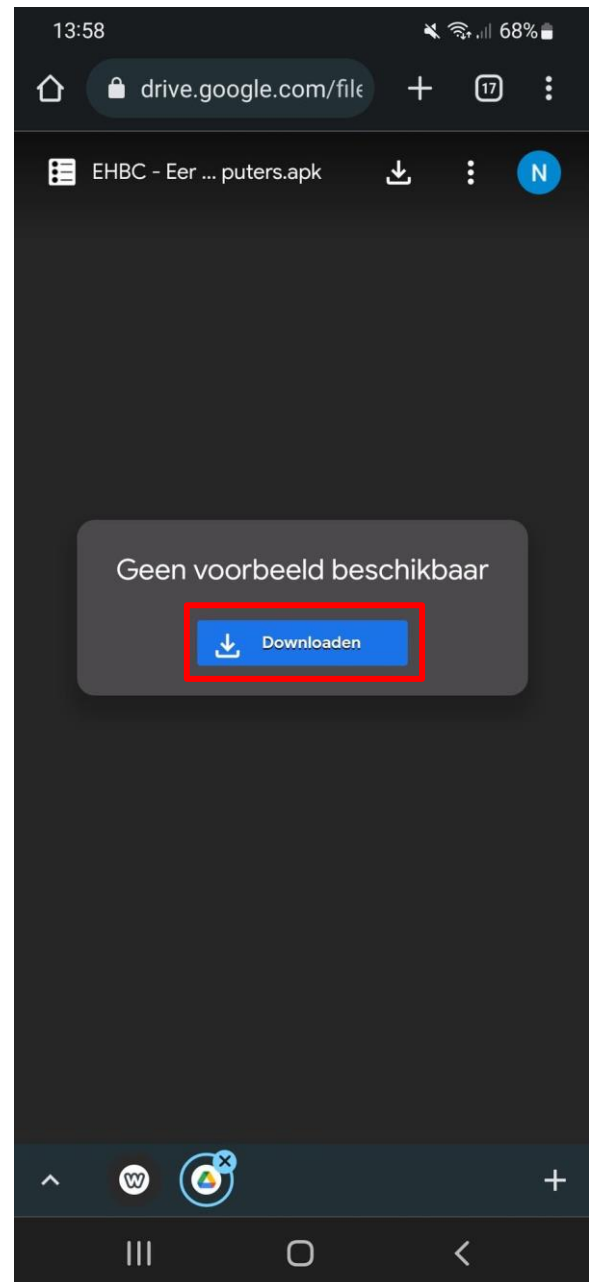 13:58
68%
drive.google.com/file
17
EHBC - Eer ... puters.apk
N
Geen voorbeeld beschikbaar
Downloaden